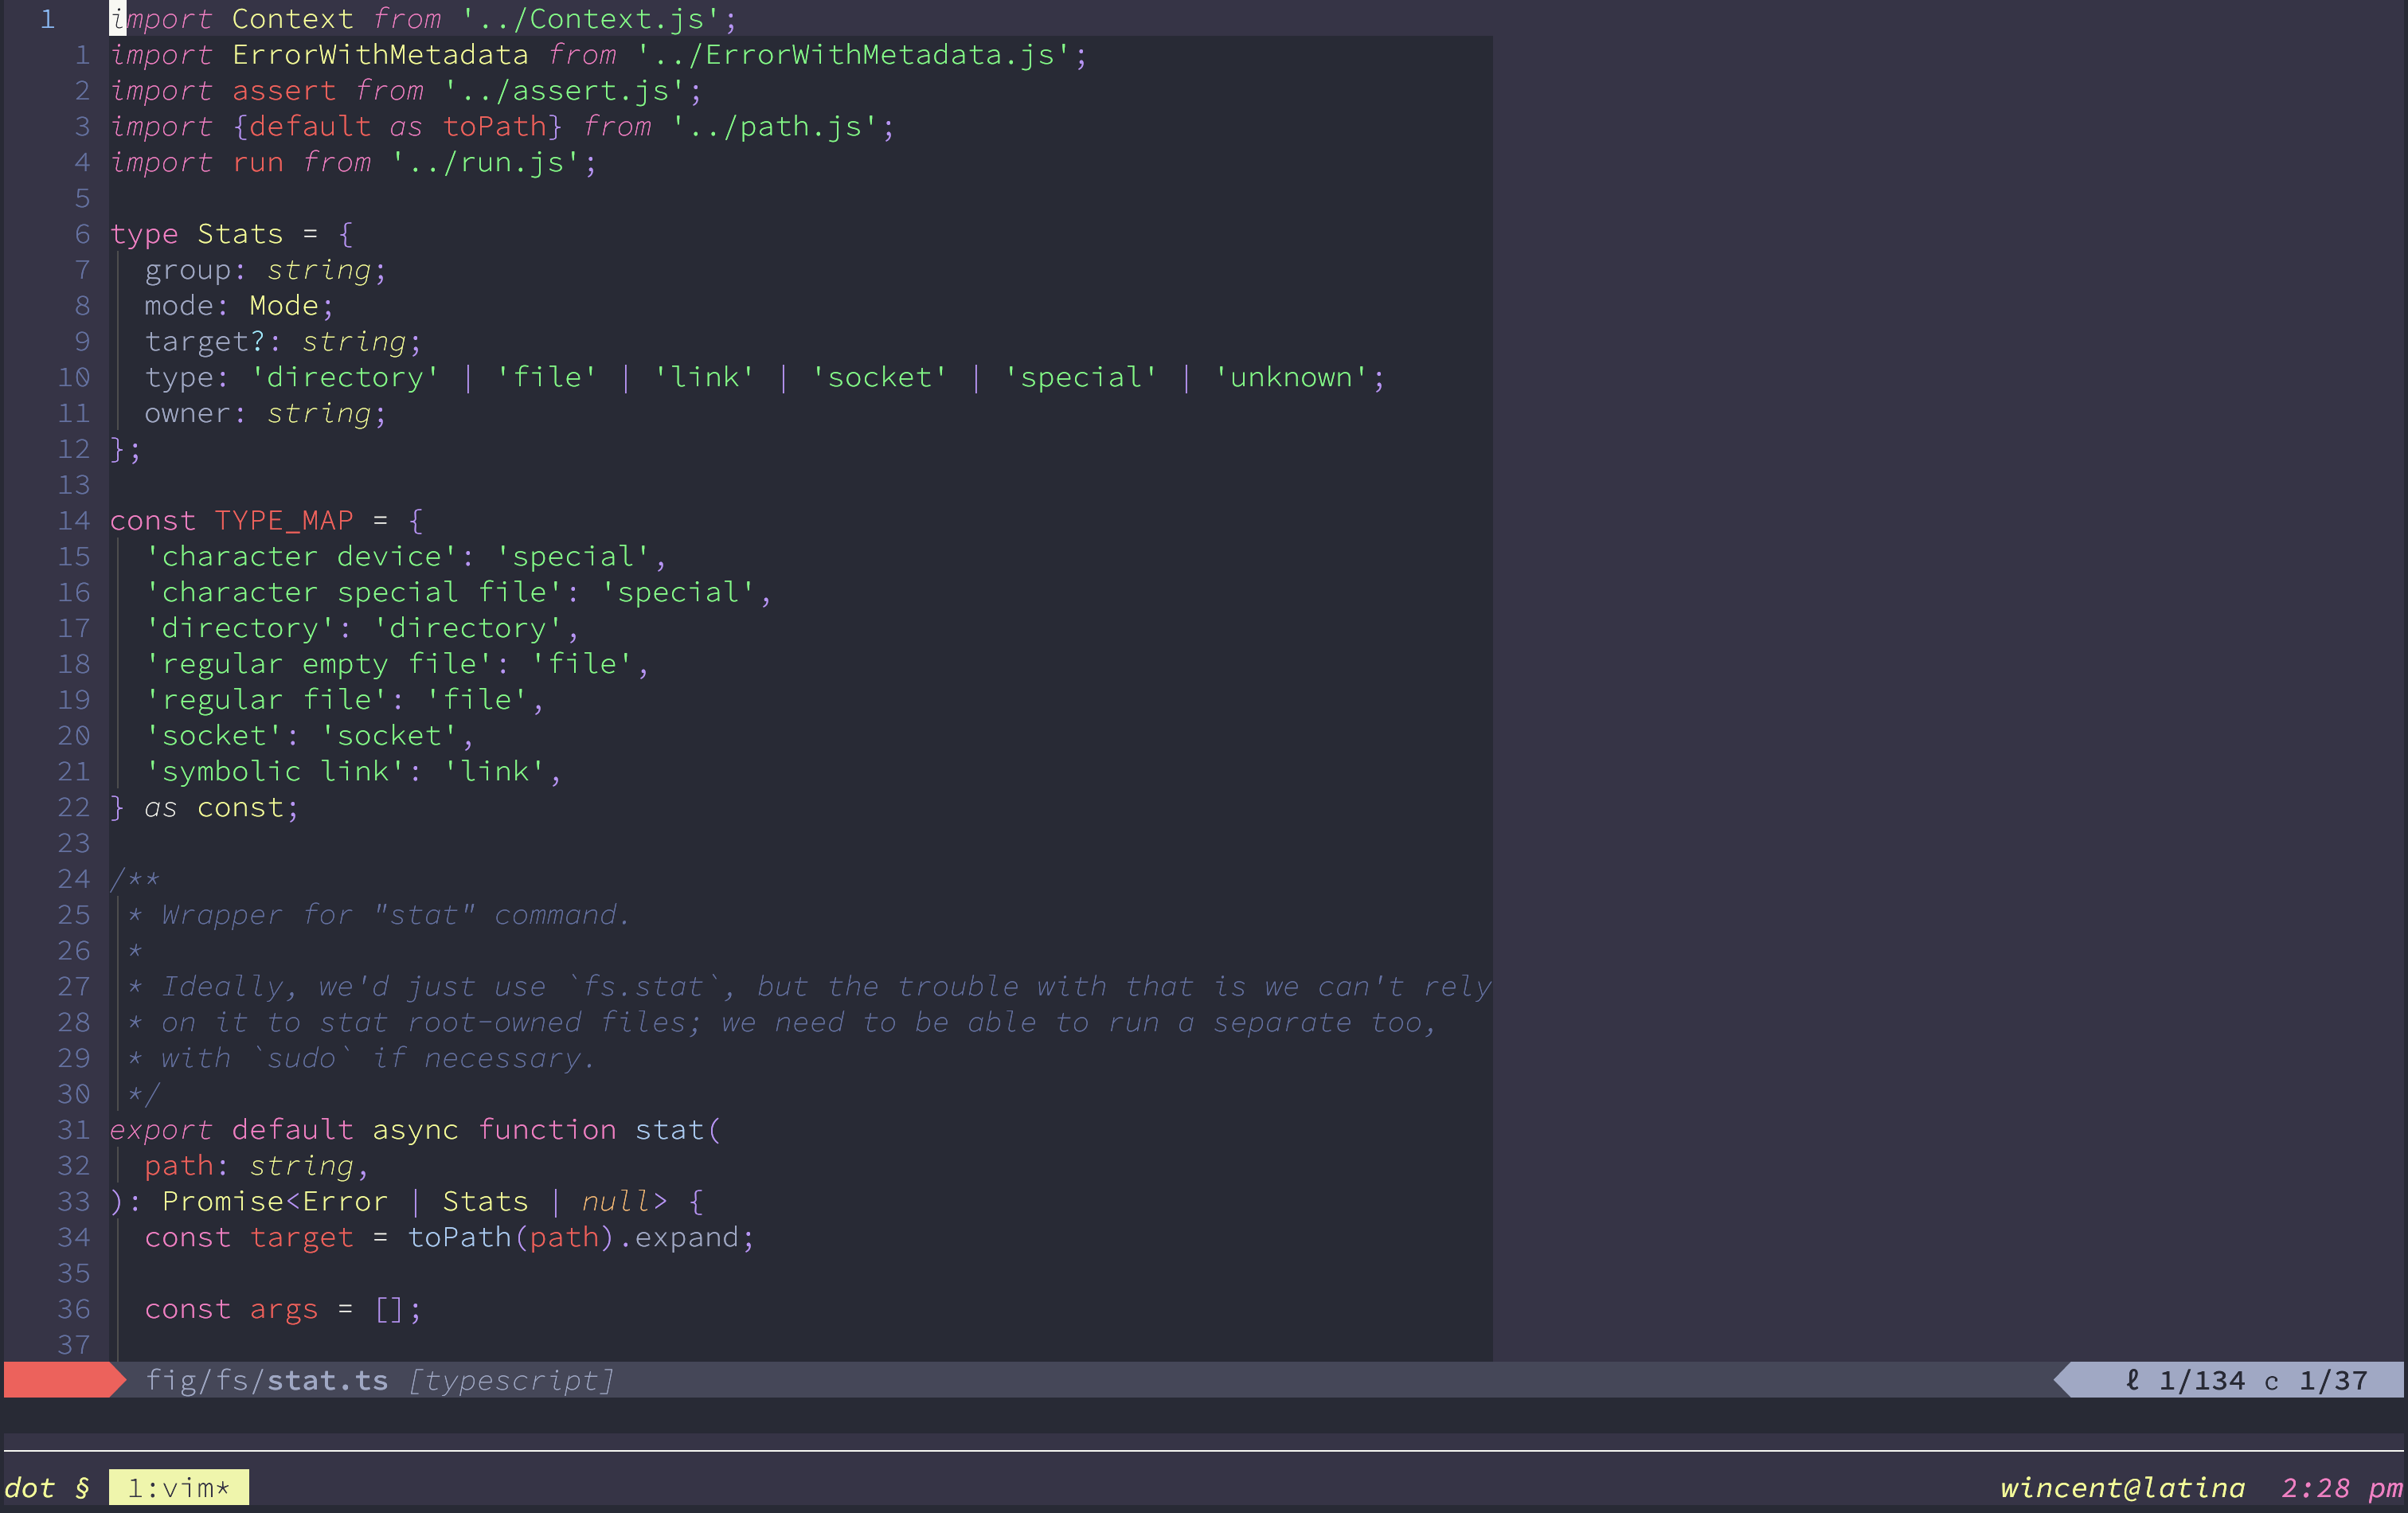 1   import Context from '../Context.js';
  1 import ErrorWithMetadata from '../ErrorWithMetadata.js';
  2 import assert from '../assert.js';
  3 import {default as toPath} from '../path.js';
  4 import run from '../run.js';
  5
  6 type Stats = {
  7   group: string;
  8   mode: Mode;
  9   target?: string;
 10   type: 'directory' | 'file' | 'link' | 'socket' | 'special' | 'unknown';
 11   owner: string;
 12 };
 13
 14 const TYPE_MAP = {
 15   'character device': 'special',
 16   'character special file': 'special',
 17   'directory': 'directory',
 18   'regular empty file': 'file',
 19   'regular file': 'file',
 20   'socket': 'socket',
 21   'symbolic link': 'link',
 22 } as const;
 23
 24 /**
 25  * Wrapper for "stat" command.
 26  *
 27  * Ideally, we'd just use `fs.stat`, but the trouble with that is we can't rely
 28  * on it to stat root-owned files; we need to be able to run a separate too,
 29  * with `sudo` if necessary.
 30  */
 31 export default async function stat(
 32   path: string,
 33 ): Promise<Error | Stats | null> {
 34   const target = toPath(path).expand;
 35
 36   const args = [];
 37
fig/fs/stat.ts [typescript] ℓ 1/134 c 1/37
dot § 1:vim* wincent@latina 2:28 pm